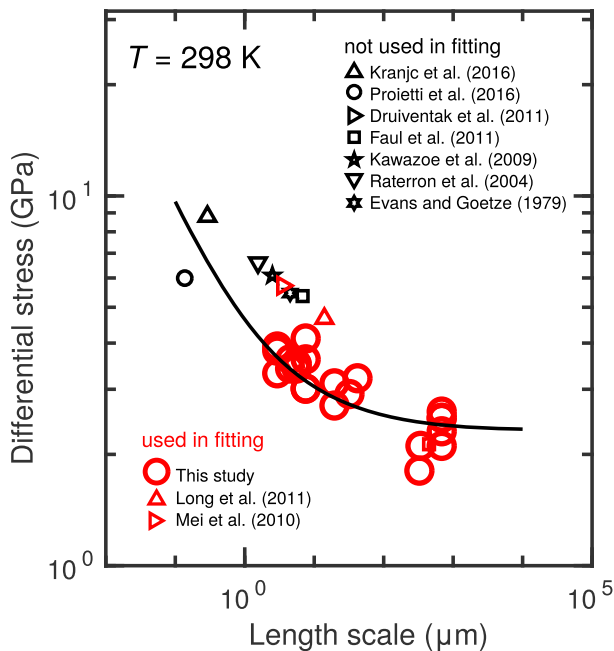 T = 298 K
not used in fitting
Kranjc et al. (2016)
Proietti et al. (2016)
Druiventak et al. (2011)
Faul et al. (2011)
Kawazoe et al. (2009)
Raterron et al. (2004)
Evans and Goetze (1979)
10¹
Differential stress (GPa)
used in fitting
This study
Long et al. (2011)
Mei et al. (2010)
10⁰
10⁰
10⁵
Length scale (μm)